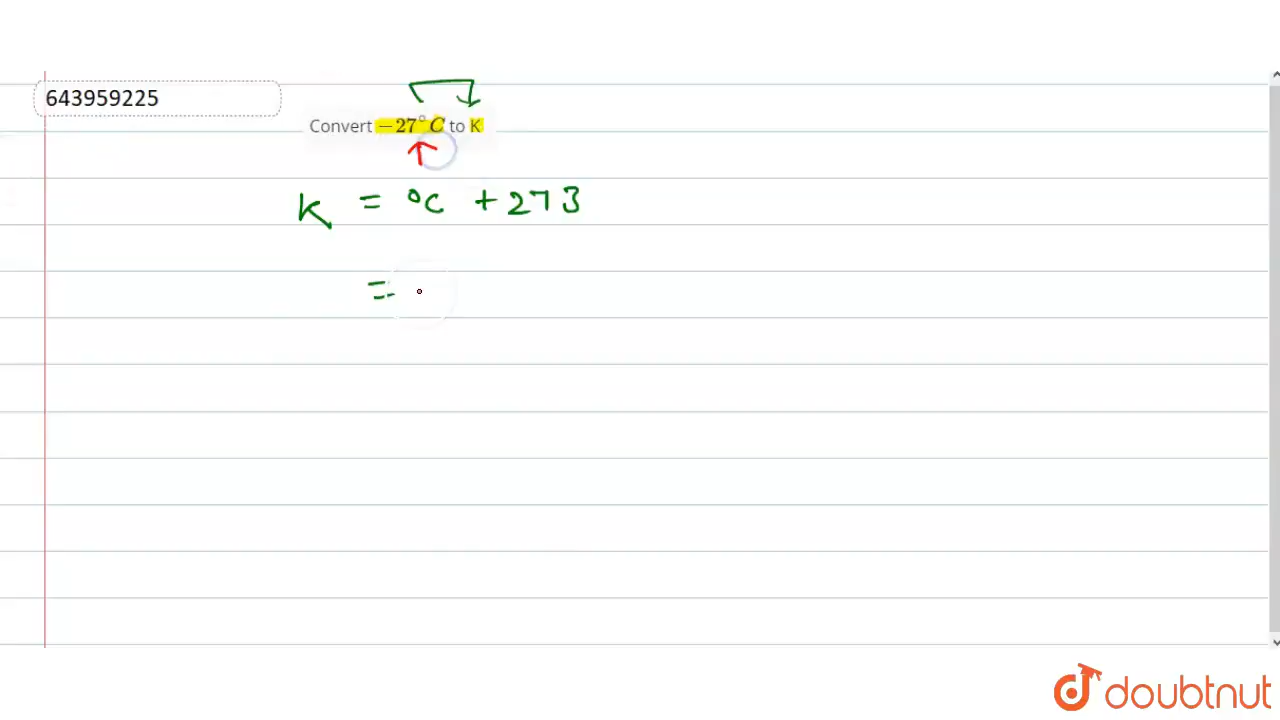 643959225
Convert −27°C to K
K = °C + 273
=
doubtnut